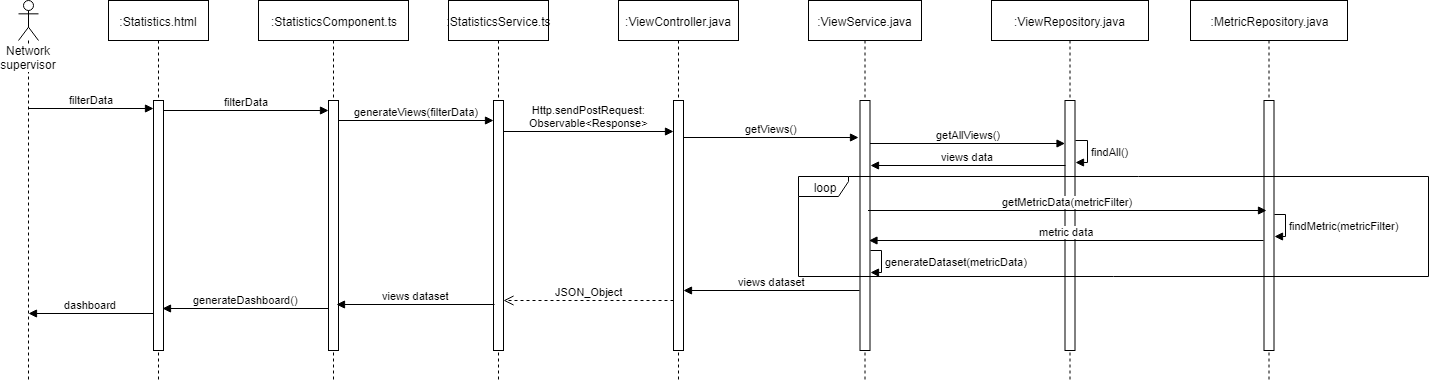 :Statistics.html
:StatisticsComponent.ts
:StatisticsService.ts
:ViewController.java
:ViewService.java
:ViewRepository.java
:MetricRepository.java
Network
supervisor
filterData
filterData
generateViews(filterData)
Http.sendPostRequest:
Observable<Response>
getViews()
getAllViews()
findAll()
views data
loop
getMetricData(metricFilter)
findMetric(metricFilter)
metric data
generateDataset(metricData)
views dataset
JSON_Object
views dataset
generateDashboard()
dashboard